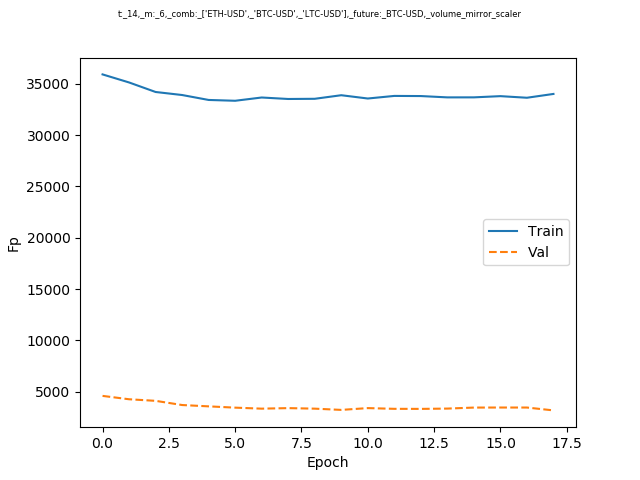 t:_14,_m:_6,_comb:_['ETH-USD',_'BTC-USD',_'LTC-USD'],_future:_BTC-USD,_volume_mirror_scaler
35000
30000
25000
20000
15000
10000
5000
Fp
Train
Val
0.0 2.5 5.0 7.5 10.0 12.5 15.0 17.5
Epoch